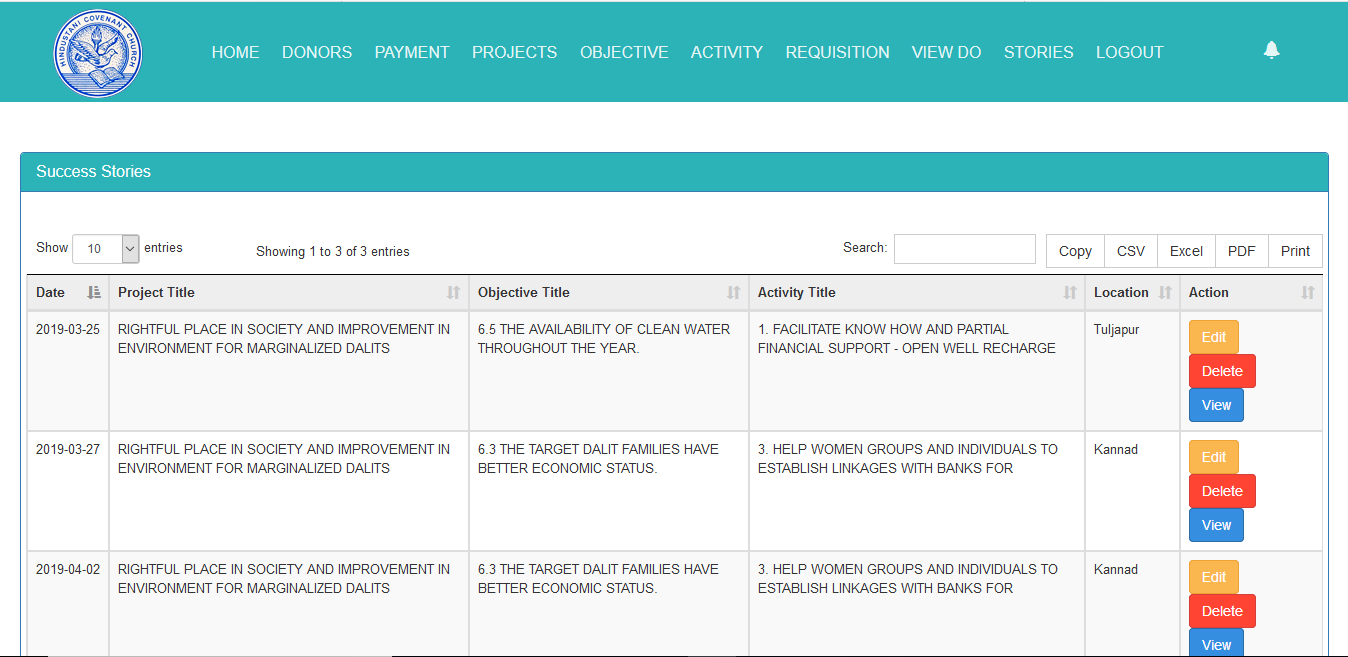 HINDUSTANI COVENANT CHURCH
HOME DONORS PAYMENT PROJECTS OBJECTIVE ACTIVITY REQUISITION VIEW DO STORIES LOGOUT
Success Stories
Show 10 entries Showing 1 to 3 of 3 entries Search: Copy CSV Excel PDF Print
Date Project Title Objective Title Activity Title Location Action
2019-03-25 RIGHTFUL PLACE IN SOCIETY AND IMPROVEMENT IN 6.5 THE AVAILABILITY OF CLEAN WATER 1. FACILITATE KNOW HOW AND PARTIAL Tuljapur Edit
ENVIRONMENT FOR MARGINALIZED DALITS THROUGHOUT THE YEAR. FINANCIAL SUPPORT - OPEN WELL RECHARGE
Delete
View
2019-03-27 RIGHTFUL PLACE IN SOCIETY AND IMPROVEMENT IN 6.3 THE TARGET DALIT FAMILIES HAVE 3. HELP WOMEN GROUPS AND INDIVIDUALS TO Kannad Edit
ENVIRONMENT FOR MARGINALIZED DALITS BETTER ECONOMIC STATUS. ESTABLISH LINKAGES WITH BANKS FOR
Delete
View
2019-04-02 RIGHTFUL PLACE IN SOCIETY AND IMPROVEMENT IN 6.3 THE TARGET DALIT FAMILIES HAVE 3. HELP WOMEN GROUPS AND INDIVIDUALS TO Kannad Edit
ENVIRONMENT FOR MARGINALIZED DALITS BETTER ECONOMIC STATUS. ESTABLISH LINKAGES WITH BANKS FOR
Delete
View